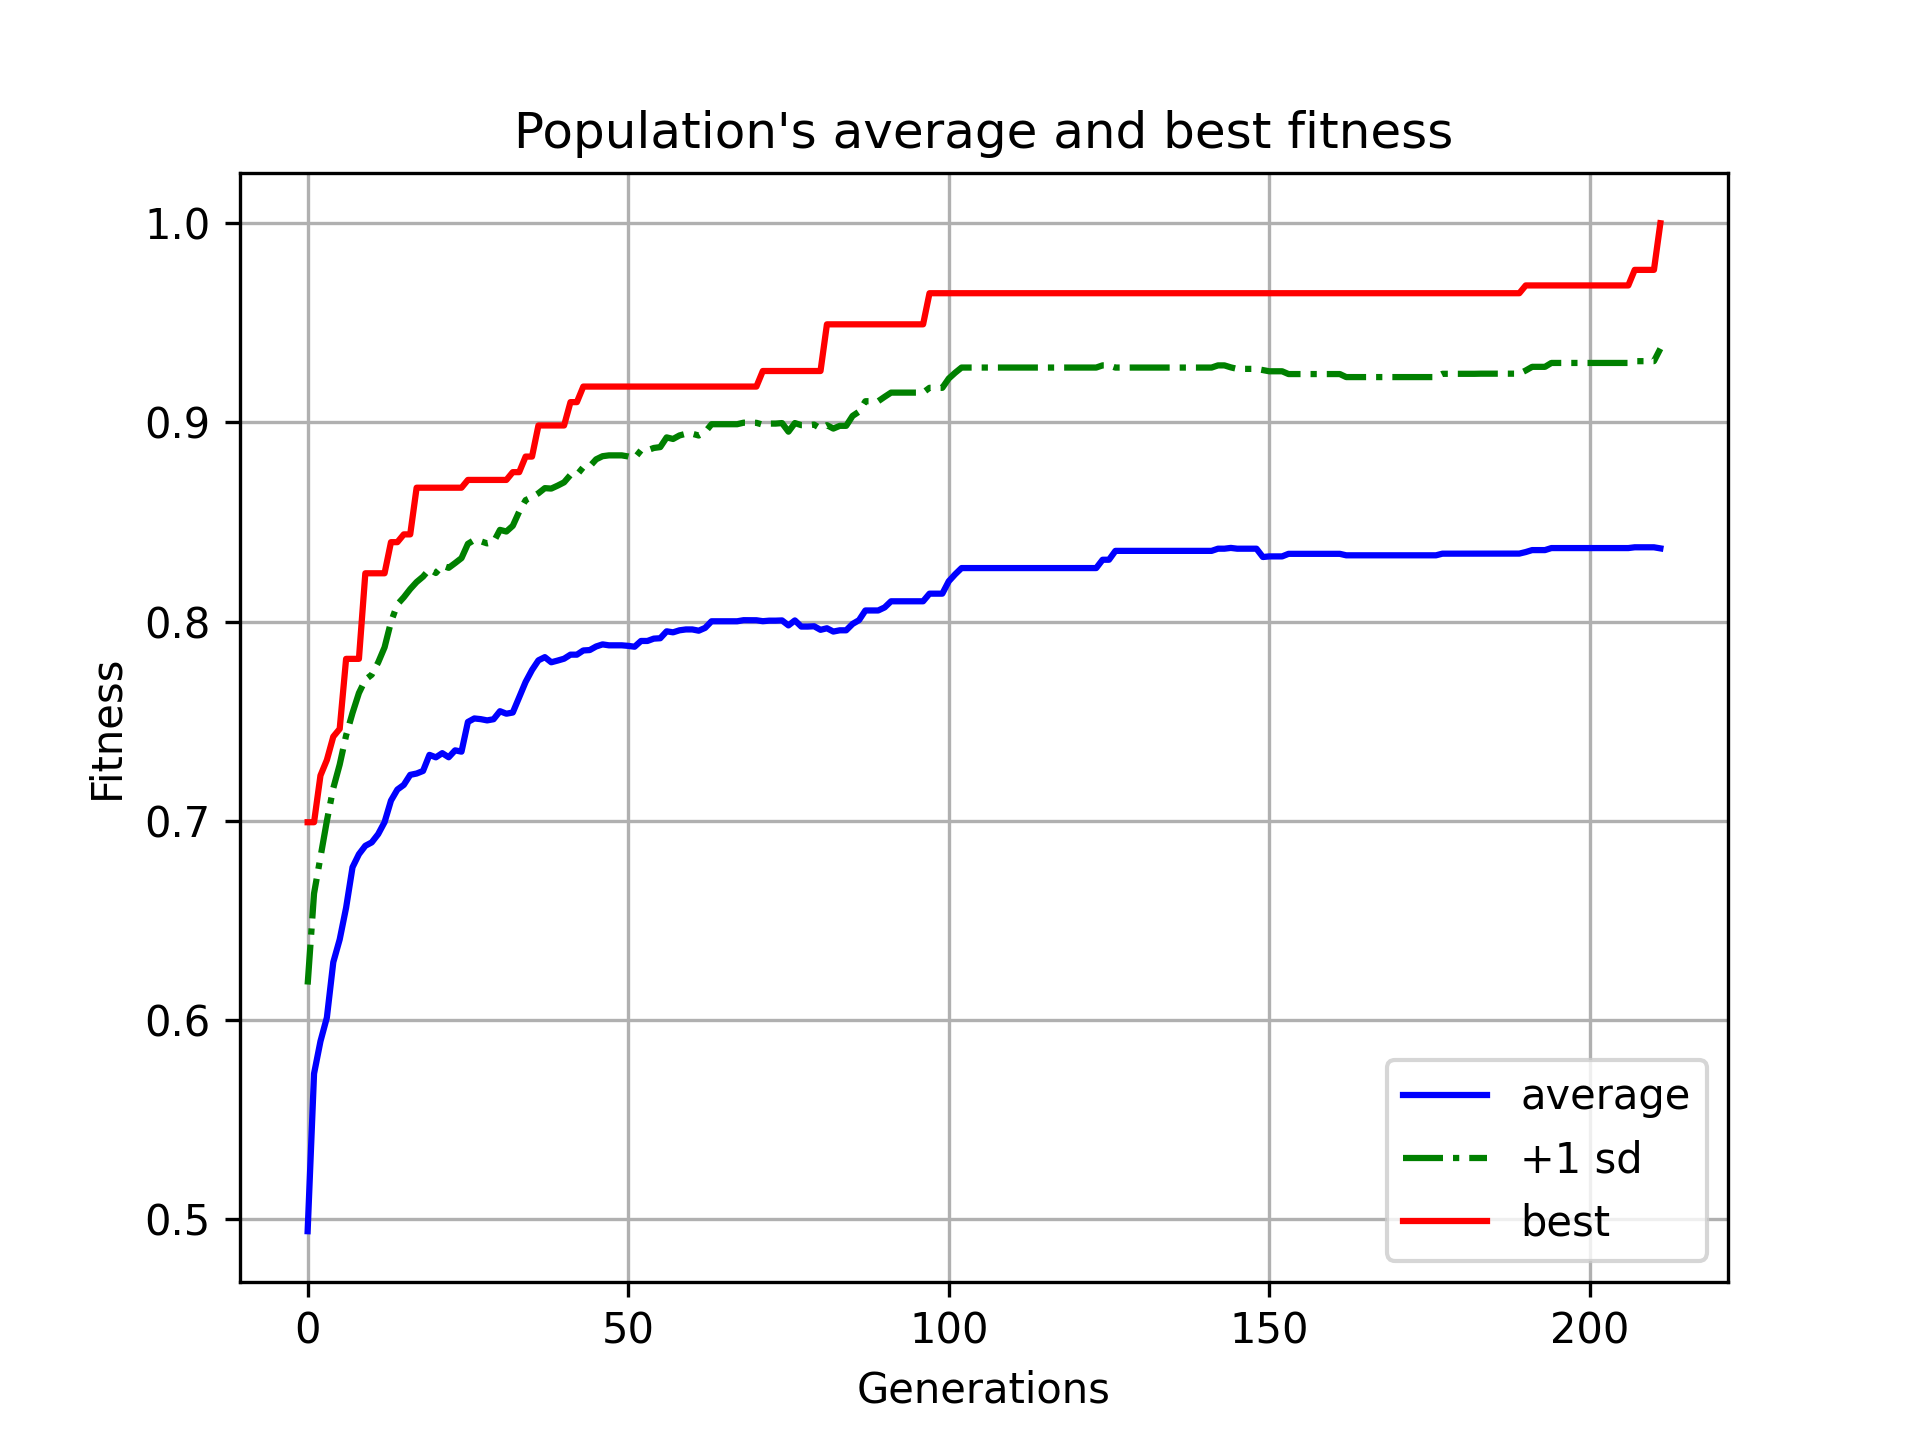 Population's average and best fitness
1.0
0.9
0.8
0.7
0.6
0.5
Fitness
0 50 100 150 200
Generations
average
+1 sd
best